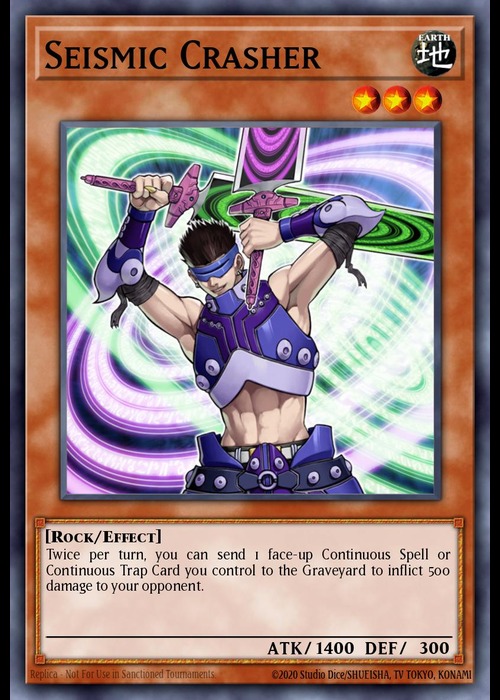 SEISMIC CRASHER
EARTH
地
[ROCK/EFFECT]
Twice per turn, you can send 1 face-up Continuous Spell or
Continuous Trap Card you control to the Graveyard to inflict 500
damage to your opponent.
ATK/ 1400 DEF/ 300
Replica - Not For Use in Sanctioned Tournaments
©2020 Studio Dice/SHUEISHA, TV TOKYO, KONAMI